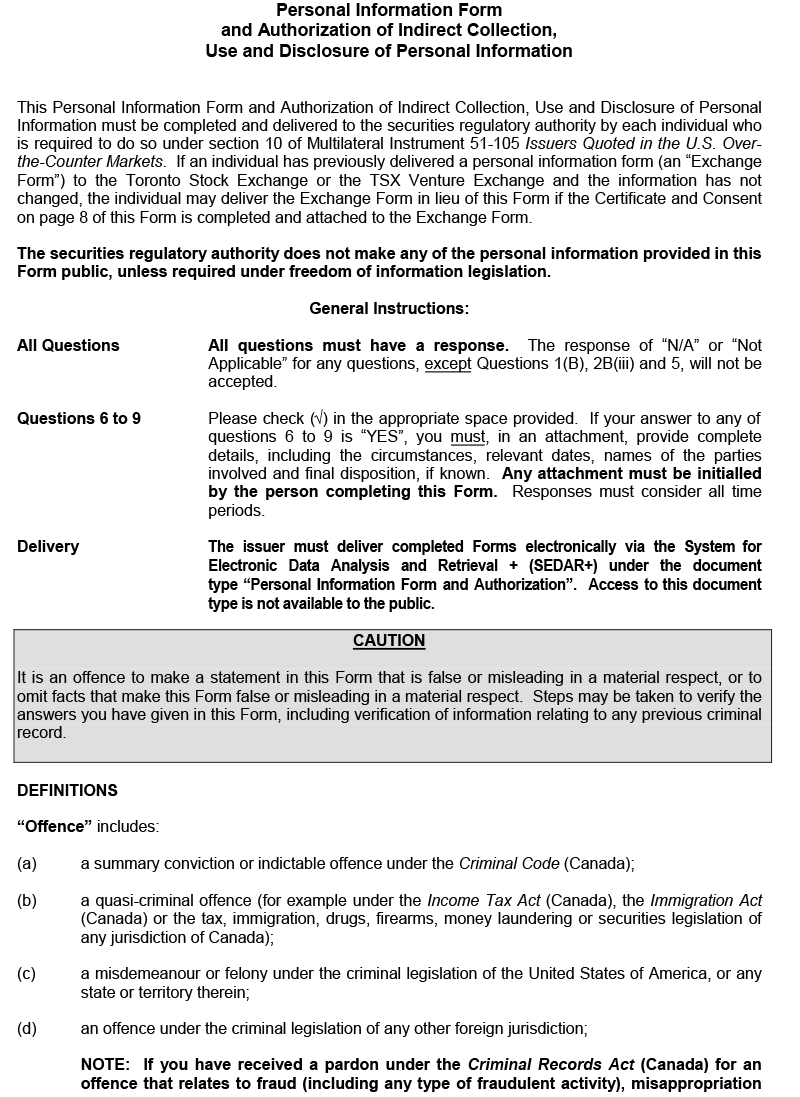 Personal Information Form
and Authorization of Indirect Collection,
Use and Disclosure of Personal Information
This Personal Information Form and Authorization of Indirect Collection, Use and Disclosure of Personal
Information must be completed and delivered to the securities regulatory authority by each individual who
is required to do so under section 10 of Multilateral Instrument 51-105 Issuers Quoted in the U.S. Over-
the-Counter Markets. If an individual has previously delivered a personal information form (an “Exchange
Form”) to the Toronto Stock Exchange or the TSX Venture Exchange and the information has not
changed, the individual may deliver the Exchange Form in lieu of this Form if the Certificate and Consent
on page 8 of this Form is completed and attached to the Exchange Form.
The securities regulatory authority does not make any of the personal information provided in this
Form public, unless required under freedom of information legislation.
General Instructions:
All Questions All questions must have a response. The response of “N/A” or “Not
Applicable” for any questions, except Questions 1(B), 2B(iii) and 5, will not be
accepted.
Questions 6 to 9 Please check (√) in the appropriate space provided. If your answer to any of
questions 6 to 9 is “YES”, you must, in an attachment, provide complete
details, including the circumstances, relevant dates, names of the parties
involved and final disposition, if known. Any attachment must be initialled
by the person completing this Form. Responses must consider all time
periods.
Delivery The issuer must deliver completed Forms electronically via the System for
Electronic Data Analysis and Retrieval + (SEDAR+) under the document
type “Personal Information Form and Authorization”. Access to this document
type is not available to the public.
CAUTION
It is an offence to make a statement in this Form that is false or misleading in a material respect, or to
omit facts that make this Form false or misleading in a material respect. Steps may be taken to verify the
answers you have given in this Form, including verification of information relating to any previous criminal
record.
DEFINITIONS
“Offence” includes:
(a) a summary conviction or indictable offence under the Criminal Code (Canada);
(b) a quasi-criminal offence (for example under the Income Tax Act (Canada), the Immigration Act
(Canada) or the tax, immigration, drugs, firearms, money laundering or securities legislation of
any jurisdiction of Canada);
(c) a misdemeanour or felony under the criminal legislation of the United States of America, or any
state or territory therein;
(d) an offence under the criminal legislation of any other foreign jurisdiction;
NOTE: If you have received a pardon under the Criminal Records Act (Canada) for an
offence that relates to fraud (including any type of fraudulent activity), misappropriation